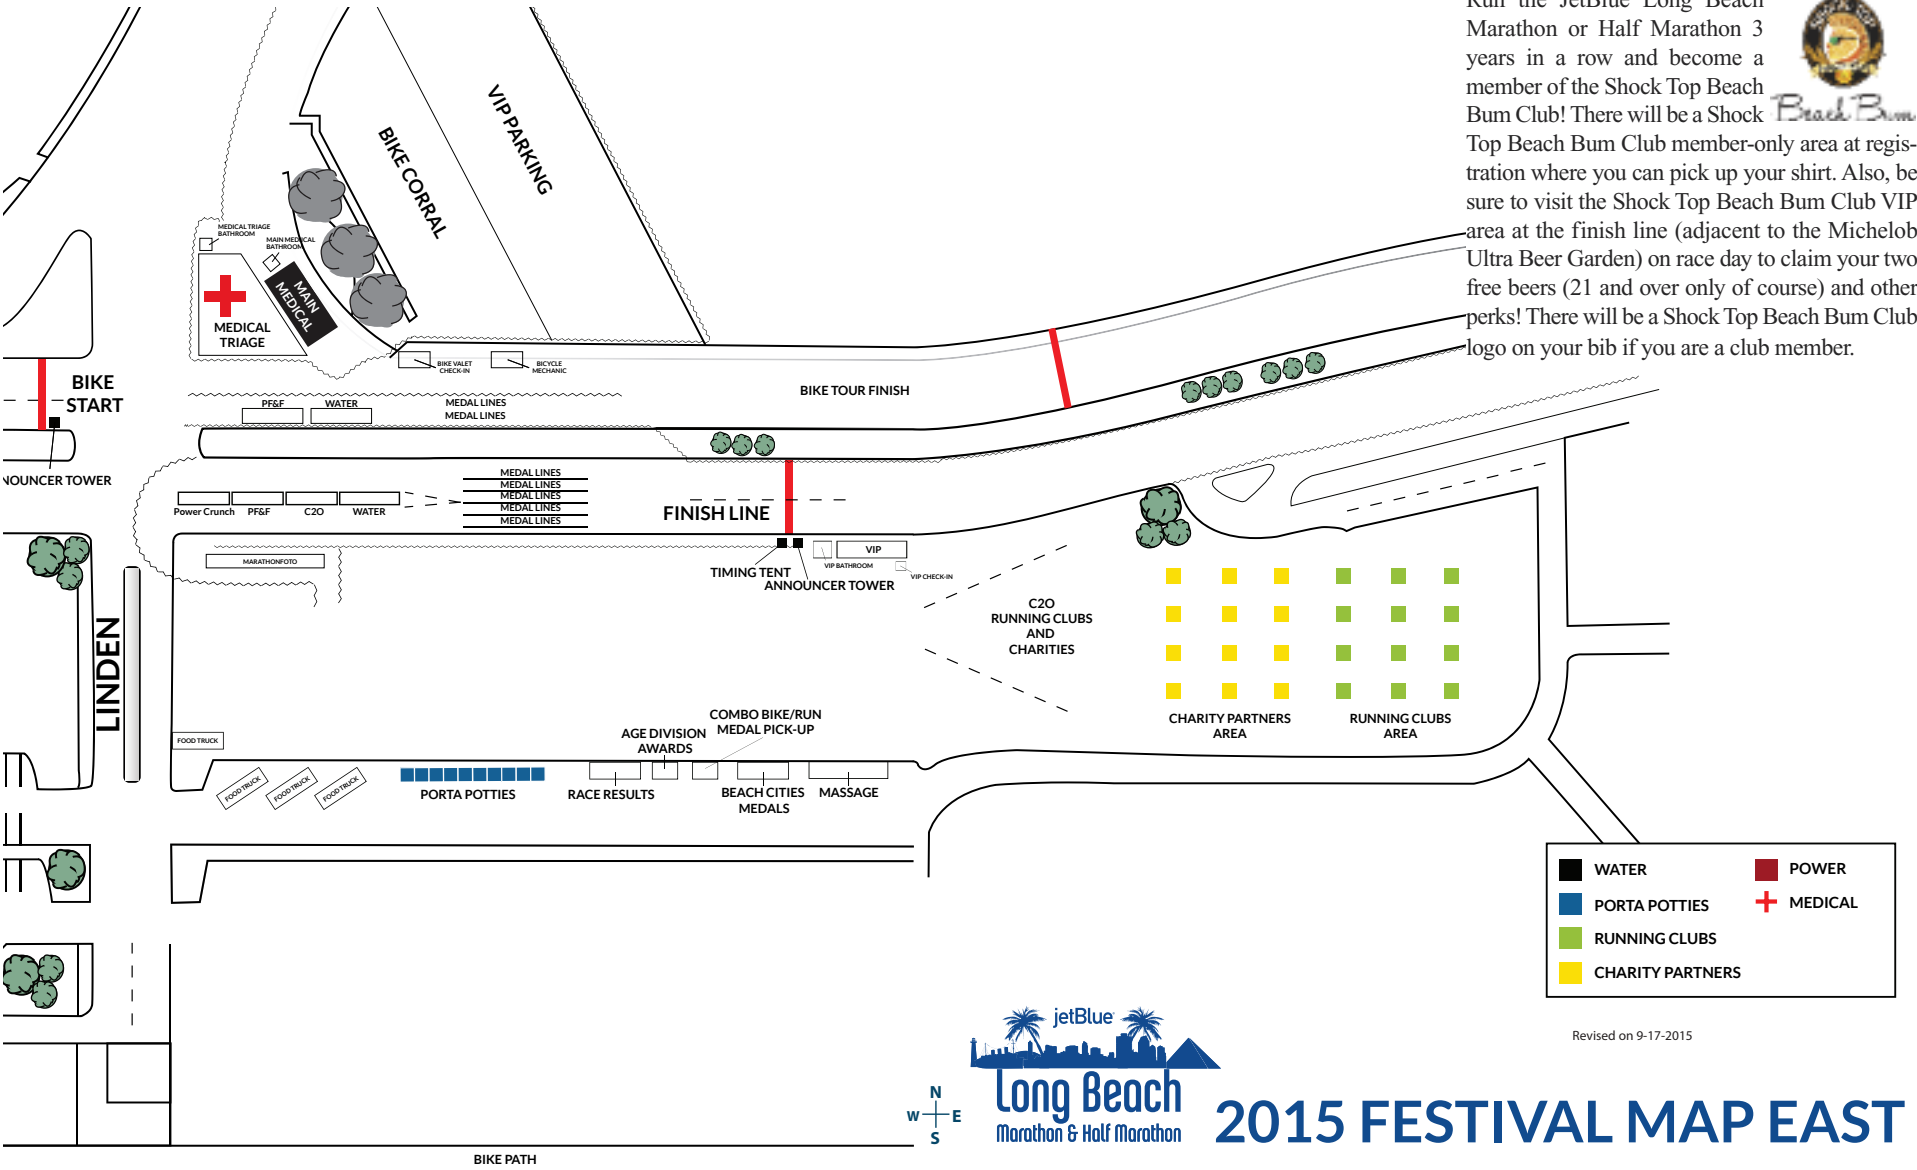 Run the JetBlue Long Beach
Marathon or Half Marathon 3
years in a row and become a
member of the Shock Top Beach
Bum Club! There will be a Shock
Top Beach Bum Club member-only area at regis-
tration where you can pick up your shirt. Also, be
sure to visit the Shock Top Beach Bum Club VIP
area at the finish line (adjacent to the Michelob
Ultra Beer Garden) on race day to claim your two
free beers (21 and over only of course) and other
perks! There will be a Shock Top Beach Bum Club
logo on your bib if you are a club member.
SHOCK TOP
Beach Bum
VIP PARKING
BIKE CORRAL
MEDICAL TRIAGE
BATHROOM
MAIN MEDICAL
BATHROOM
MAIN
MEDICAL
MEDICAL
TRIAGE
BIKE
START
BIKE VALET
CHECK-IN
BICYCLE
MECHANIC
BIKE TOUR FINISH
PF&F
WATER
MEDAL LINES
MEDAL LINES
NOUNCER TOWER
MEDAL LINES
MEDAL LINES
MEDAL LINES
MEDAL LINES
MEDAL LINES
Power Crunch
PF&F
C2O
WATER
FINISH LINE
MARATHONFOTO
TIMING TENT
ANNOUNCER TOWER
VIP
VIP BATHROOM
VIP CHECK-IN
C2O
RUNNING CLUBS
AND
CHARITIES
LINDEN
CHARITY PARTNERS
AREA
RUNNING CLUBS
AREA
FOOD TRUCK
FOOD TRUCK
FOOD TRUCK
FOOD TRUCK
PORTA POTTIES
AGE DIVISION
AWARDS
COMBO BIKE/RUN
MEDAL PICK-UP
RACE RESULTS
BEACH CITIES
MEDALS
MASSAGE
WATER
PORTA POTTIES
RUNNING CLUBS
CHARITY PARTNERS
POWER
MEDICAL
Revised on 9-17-2015
N
W E
S
jetBlue
Long Beach
Marathon & Half Marathon
2015 FESTIVAL MAP EAST
BIKE PATH